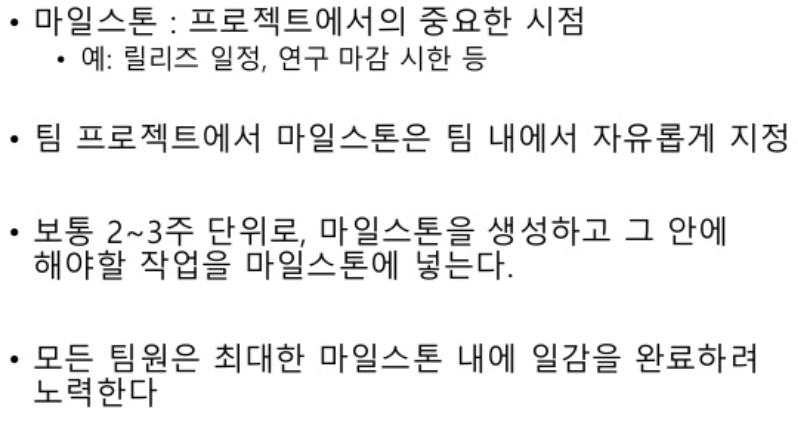 • 마일스톤 : 프로젝트에서의 중요한 시점
• 예: 릴리즈 일정, 연구 마감 시한 등
• 팀 프로젝트에서 마일스톤은 팀 내에서 자유롭게 지정
• 보통 2~3주 단위로, 마일스톤을 생성하고 그 안에
해야할 작업을 마일스톤에 넣는다.
• 모든 팀원은 최대한 마일스톤 내에 일감을 완료하려
노력한다